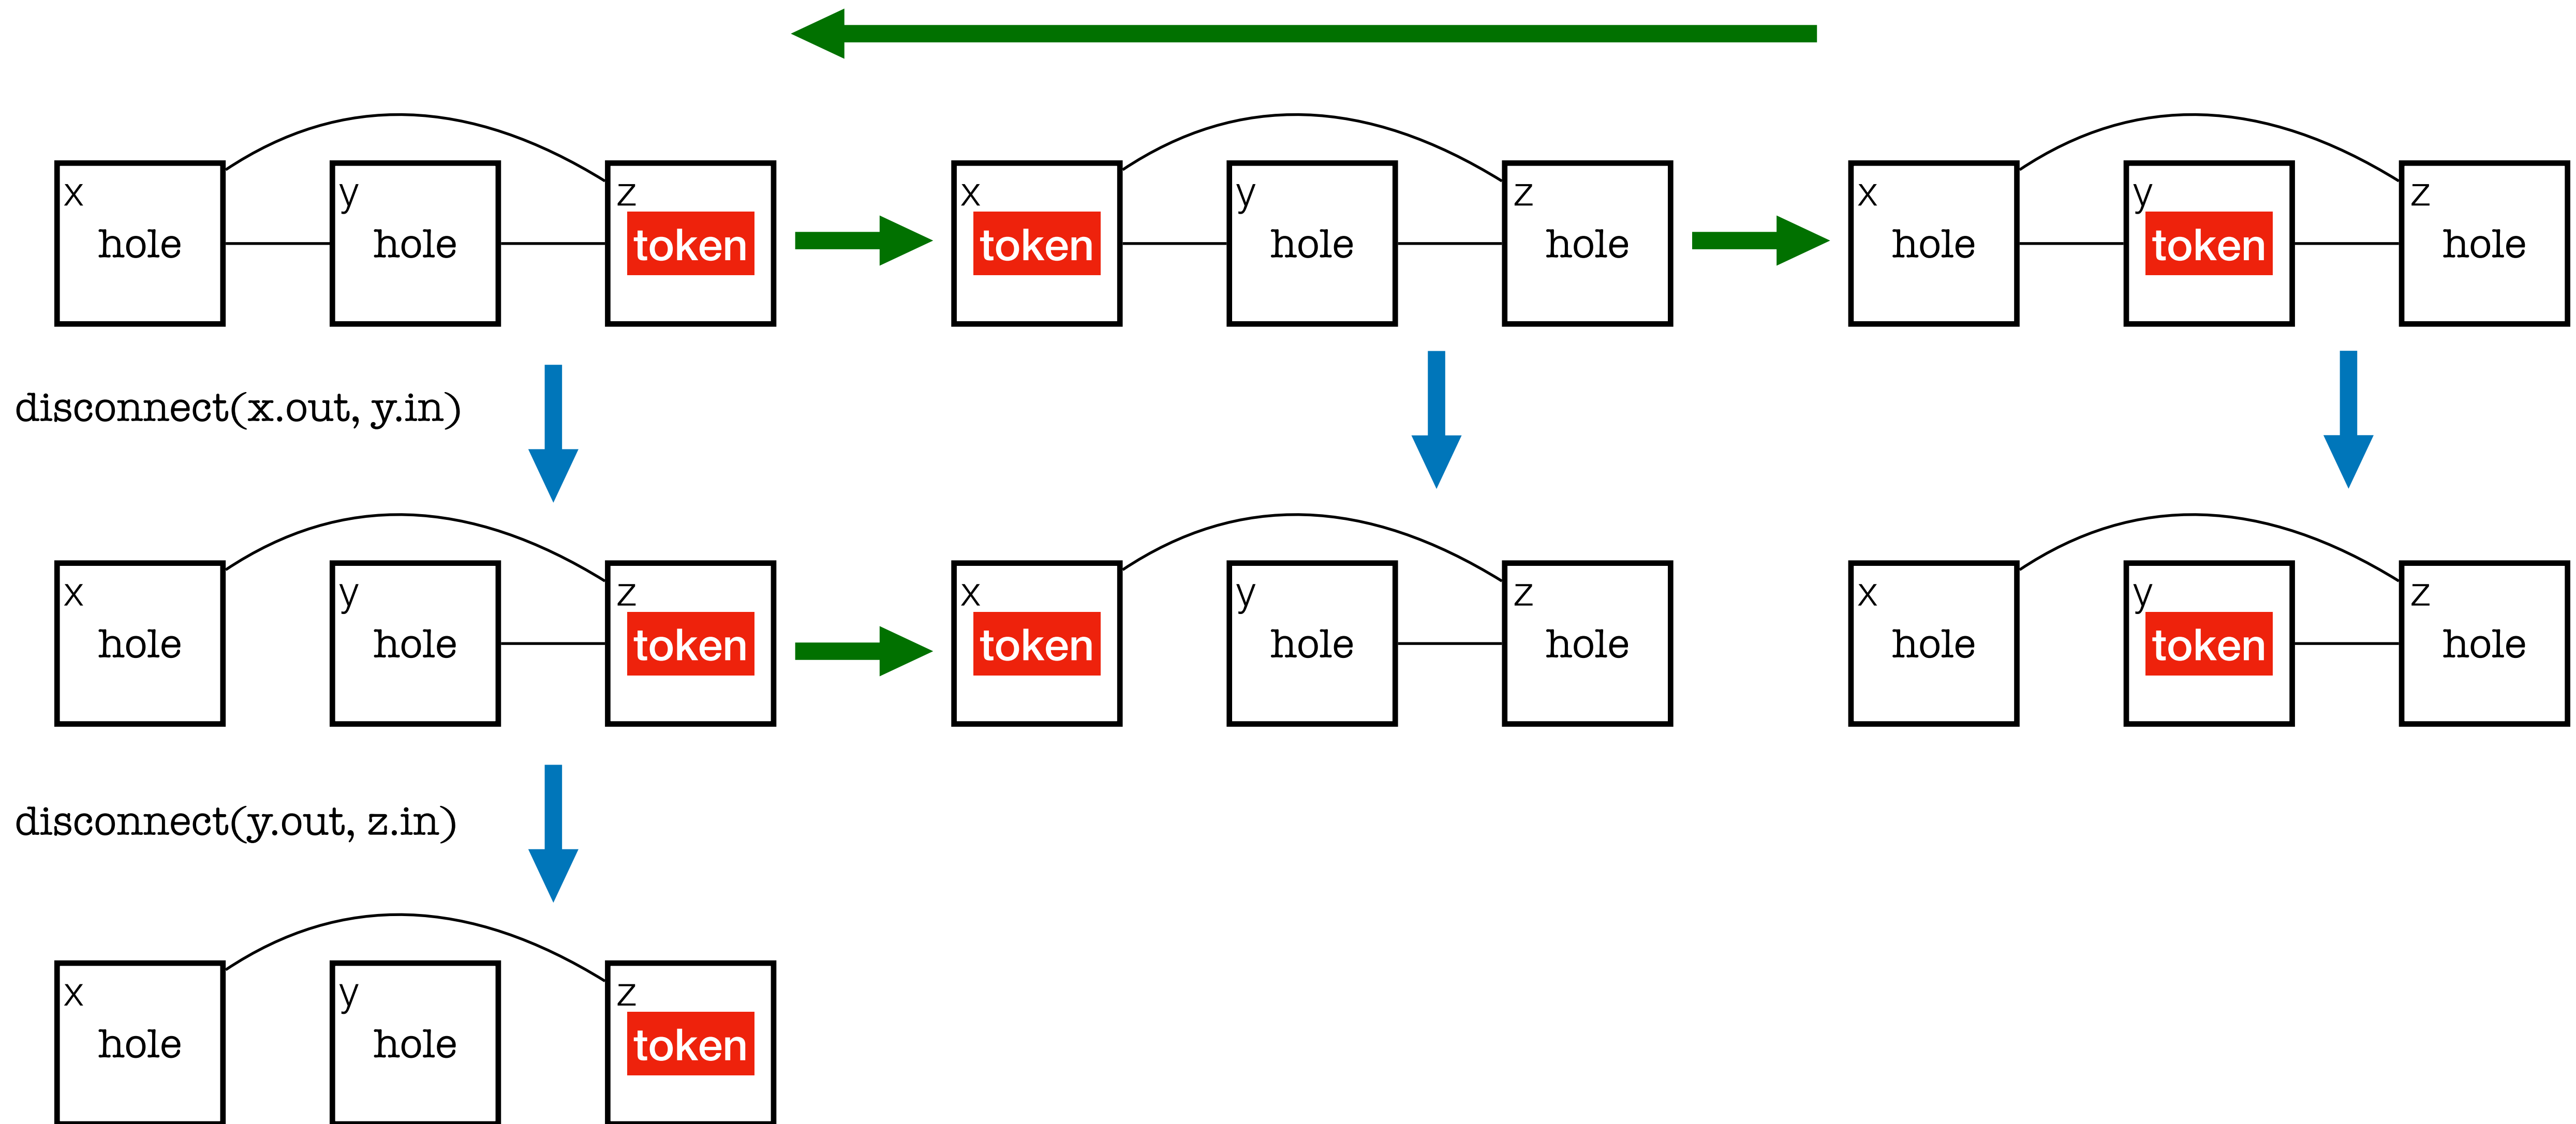 x y z x y z x y z
hole hole token token hole hole hole token hole
disconnect(x.out, y.in)
x y z x y z x y z
hole hole token token hole hole hole token hole
disconnect(y.out, z.in)
x y z
hole hole token